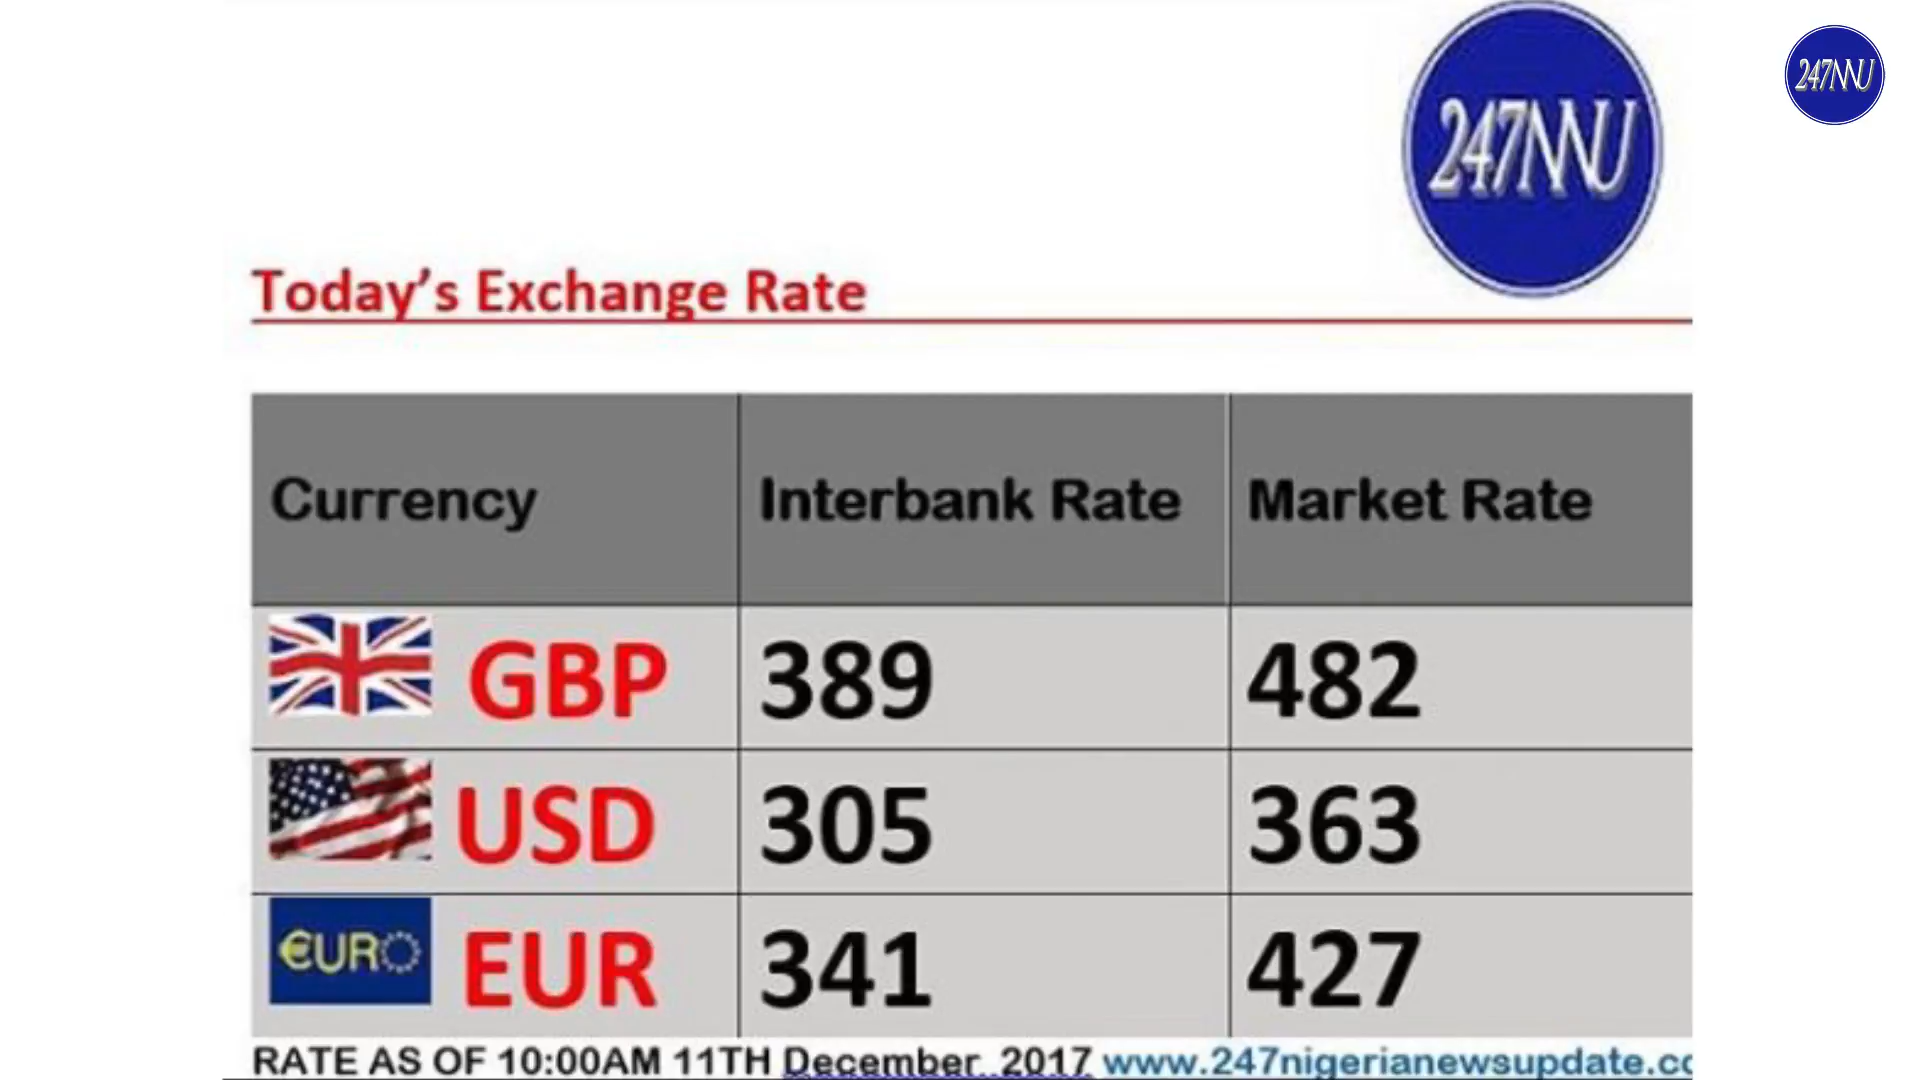 247NNU
247NNU
Today’s Exchange Rate
Currency Interbank Rate Market Rate
GBP 389 482
USD 305 363
€URO EUR 341 427
RATE AS OF 10:00AM 11TH December, 2017 www.247nigerianewsupdate.co